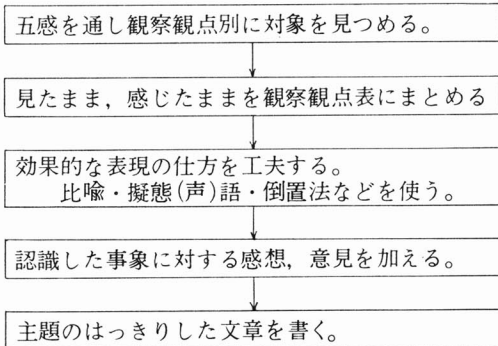 五感を通し観察観点別に対象を見つめる。
見たまま，感じたままを観察観点表にまとめる
効果的な表現の仕方を工夫する。
比喩・擬態(声)語・倒置法などを使う。
認識した事象に対する感想，意見を加える。
主題のはっきりした文章を書く。